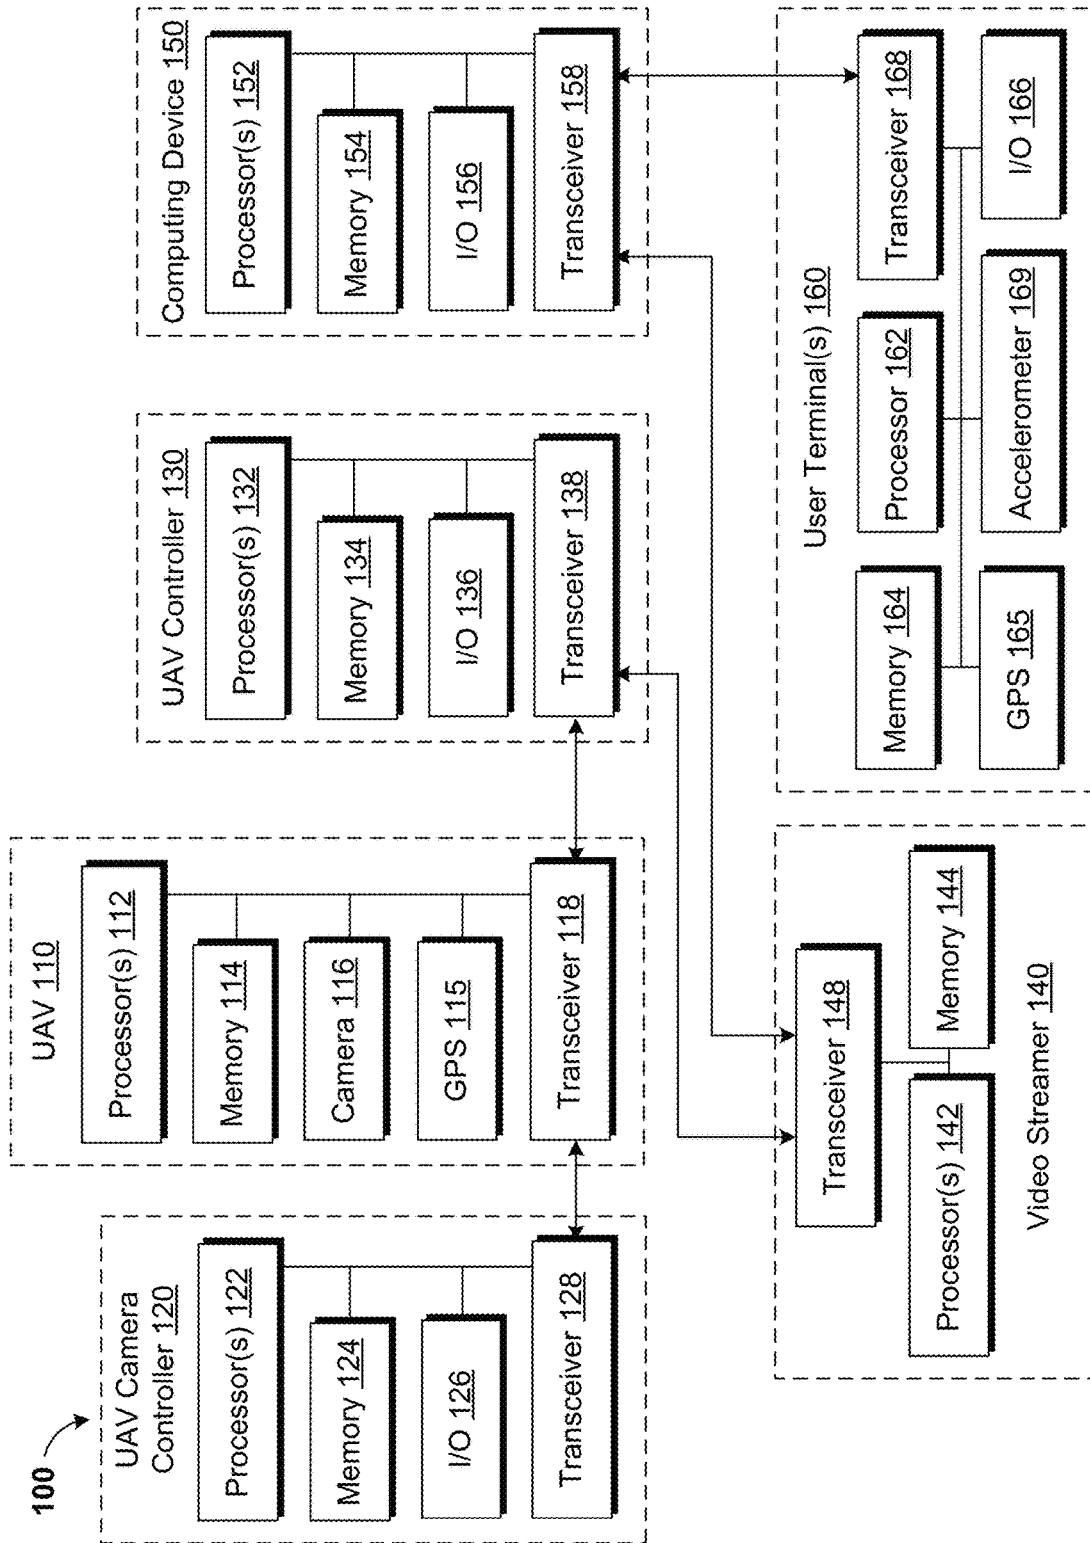 100
UAV Camera
Controller 120
Processor(s) 122
Memory 124
I/O 126
Transceiver 128
UAV 110
Processor(s) 112
Memory 114
Camera 116
GPS 115
Transceiver 118
UAV Controller 130
Processor(s) 132
Memory 134
I/O 136
Transceiver 138
Computing Device 150
Processor(s) 152
Memory 154
I/O 156
Transceiver 158
Transceiver 148
Processor(s) 142
Memory 144
Video Streamer 140
User Terminal(s) 160
Memory 164
Processor 162
Transceiver 168
GPS 165
Accelerometer 169
I/O 166